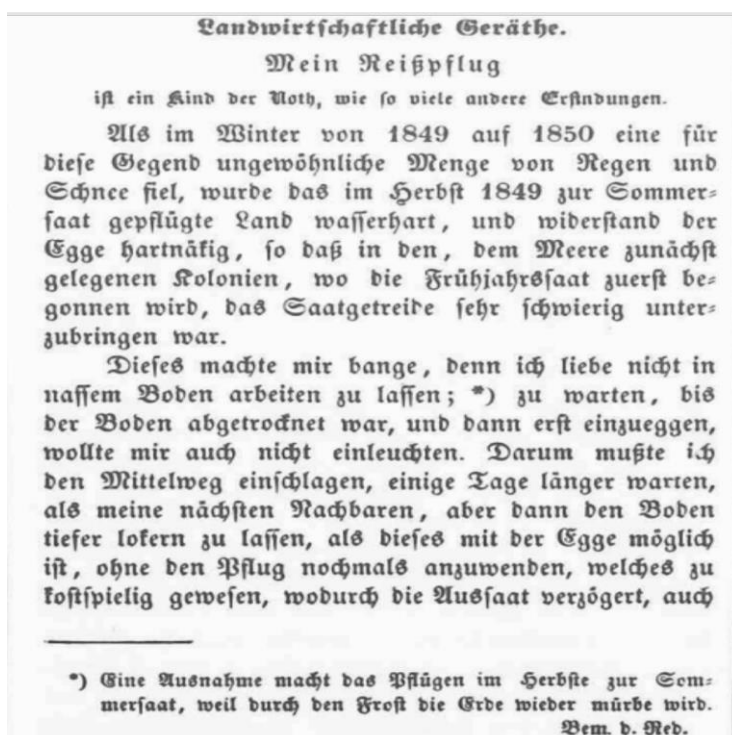 Landwirtſchaftliche Geräthe.
Mein Reißpflug
iſt ein Kind der Noth, wie ſo viele andere Erfindungen.
Als im Winter von 1849 auf 1850 eine für
dieſe Gegend ungewöhnliche Menge von Regen und
Schnee fiel, wurde das im Herbſt 1849 zur Sommer⸗
ſaat gepflügte Land waſſerhart, und widerſtand der
Egge hartnäkig, ſo daß in den, dem Meere zunächſt
gelegenen Kolonien, wo die Frühjahrsſaat zuerſt be⸗
gonnen wird, das Saatgetreide ſehr ſchwierig unter⸗
zubringen war.
Dieſes machte mir bange, denn ich liebe nicht in
naſſem Boden arbeiten zu laſſen; *) zu warten, bis
der Boden abgetrocknet war, und dann erſt einzueggen,
wollte mir auch nicht einleuchten. Darum mußte ich
den Mittelweg einſchlagen, einige Tage länger warten,
als meine nächſten Nachbaren, aber dann den Boden
tiefer lokern zu laſſen, als dieſes mit der Egge möglich
iſt, ohne den Pflug nochmals anzuwenden, welches zu
koſtſpielig geweſen, wodurch die Ausſaat verzögert, auch
*) Eine Ausnahme macht das Pflügen im Herbſte zur Som⸗
merſaat, weil durch den Froſt die Erde wieder mürbe wird.
Bem. d. Red.